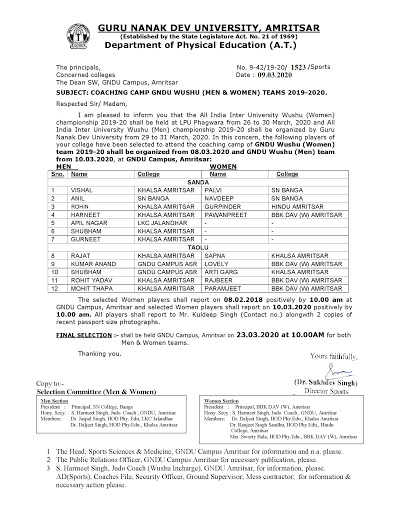 GURU NANAK DEV UNIVERSITY, AMRITSAR
(Established by the State Legislature Act, No. 21 of 1969)
Department of Physical Education (A.T.)
The principals,
Concerned colleges
The Dean SW, GNDU Campus, Amritsar
No. 9-42/19-20/ 1523 /Sports
Date : 09.03.2020
SUBJECT: COACHING CAMP GNDU WUSHU (MEN & WOMEN) TEAMS 2019-2020.
Respected Sir/ Madam,
I am pleased to inform you that the All India Inter University Wushu (Women)
championship 2019-20 shall be held at LPU Phagwara from 26 to 30 March, 2020 and All
India Inter University Wushu (Men) championship 2019-20 shall be organized by Guru
Nanak Dev University from 29 to 31 March, 2020. In this concern, the following players of
your college have been selected to attend the coaching camp of GNDU Wushu (Women)
team 2019-20 shall be organized from 08.03.2020 and GNDU Wushu (Men) team
from 10.03.2020, at GNDU Campus, Amritsar:
MEN WOMEN
Sno. Name College Name College
SANDA
1 VISHAL KHALSA AMRITSAR PALVI SN BANGA
2 ANIL SN BANGA NAVDEEP SN BANGA
3 ROHIN KHALSA AMRITSAR GURPINDER HINDU AMRITSAR
4 HARNEET KHALSA AMRITSAR PAWANPREET BBK DAV (W) AMRITSAR
5 APIL NAGAR LKC JALANDHAR - -
6 SHUBHAM KHALSA AMRITSAR - -
7 GURNEET KHALSA AMRITSAR - -
TAOLU
8 RAJAT KHALSA AMRITSAR SAPNA KHALSA AMRITSAR
9 KUMAR ANAND GNDU CAMPUS ASR LOVELY BBK DAV (W) AMRITSAR
10 SHUBHAM GNDU CAMPUS ASR ARTI GARG KHALSA AMRITSAR
11 ROHIT YADAV KHALSA AMRITSAR RAJBEER BBK DAV (W) AMRITSAR
12 MOHIT THAPA KHALSA AMRITSAR PARAMJEET BBK DAV (W) AMRITSAR
The selected Women players shall report on 08.02.2018 positively by 10.00 am at
GNDU Campus, Amritsar and selected Women players shall report on 10.03.2020 positively by
10.00 am. All players shall report to Mr. Kuldeep Singh (Contact no.) alongwith 2 copies of
recent passport size photographs.
FINAL SELECTION :- shall be held GNDU Campus, Amritsar on 23.03.2020 at 10.00AM for both
Men & Women teams.
Thanking you.
Yours faithfully,
(Dr. Sukhdev Singh)
Director Sports
Copy to:-
Selection Committee (Men & Women)
Men Section
President : Principal, SN College, Banga
Hony. Secy : S. Harmeet Singh, Judo Coach , GNDU, Amritsar
Members: Dr. Jaspal Singh, HOD Phy. Edu, LKC Jalandhar
Dr. Daljeet Singh, HOD Phy.Edu., Khalsa Amritsar
Women Section
President : Principal, BBK DAV (W), Amritsar
Hony. Secy : S. Harmeet Singh, Judo Coach , GNDU, Amritsar
Members: Dr. Daljeet Singh, HOD Phy.Edu., Khalsa Amritsar
Dr. Ranjeet Singh Sandhu, HOD Phy.Edu., Hindu
College, Amritsar
Mrs. Sweety Bala, HOD Phy.Edu., BBK DAV (W), Amritsar
1 The Head, Sports Sciences & Medicine, GNDU Campus Amritsar for information and n.a. please.
2 The Public Relations Officer, GNDU Campus Amritsar for necessary publication, please.
3 S. Harmeet Singh, Judo Coach (Wushu Incharge), GNDU Amritsar, for information, please.
AD(Sports), Coaches File, Security Officer, Ground Supervisor; Mess contractor; for information &
necessary action please.